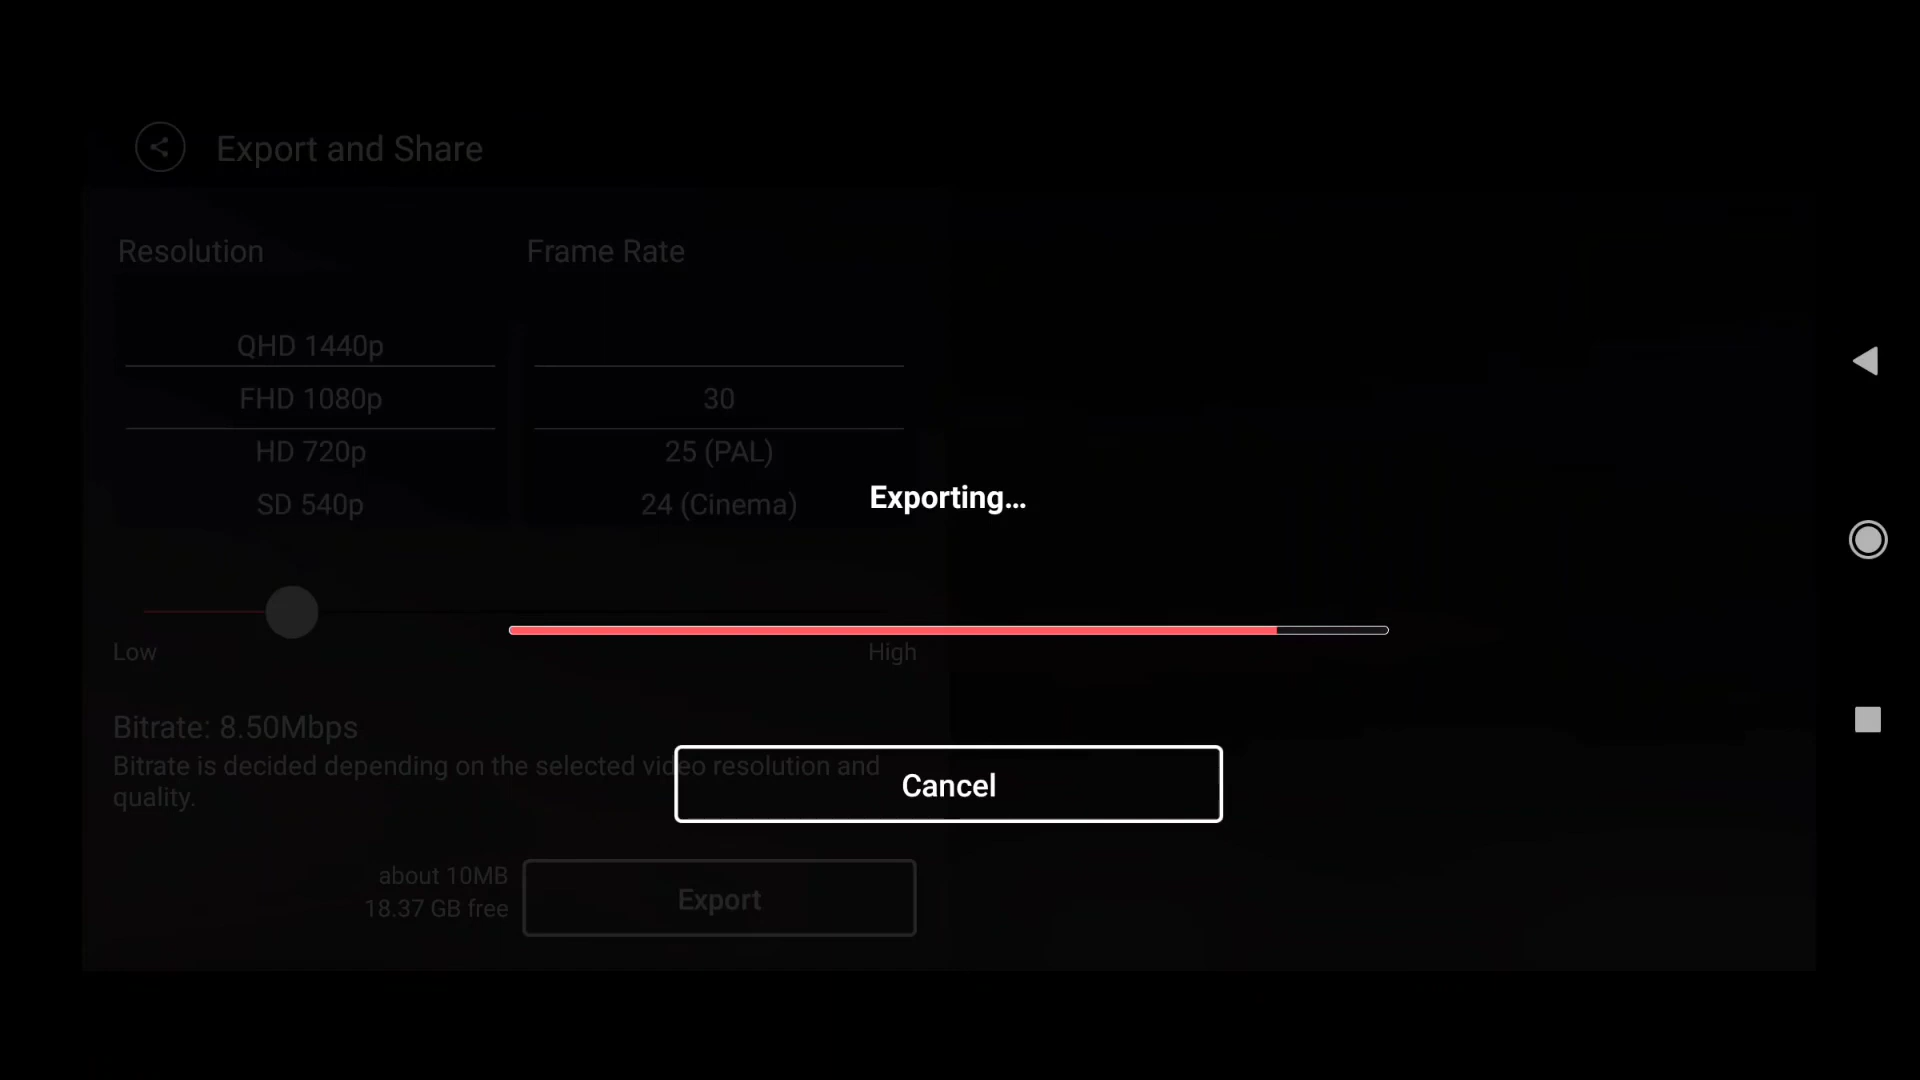 Export and Share
Resolution
Frame Rate
QHD 1440p
FHD 1080p
30
HD 720p
25 (PAL)
SD 540p
24 (Cinema)
Exporting...
Low
High
Bitrate: 8.50Mbps
Bitrate is decided depending on the selected video resolution and
quality.
Cancel
about 10MB
18.37 GB free
Export